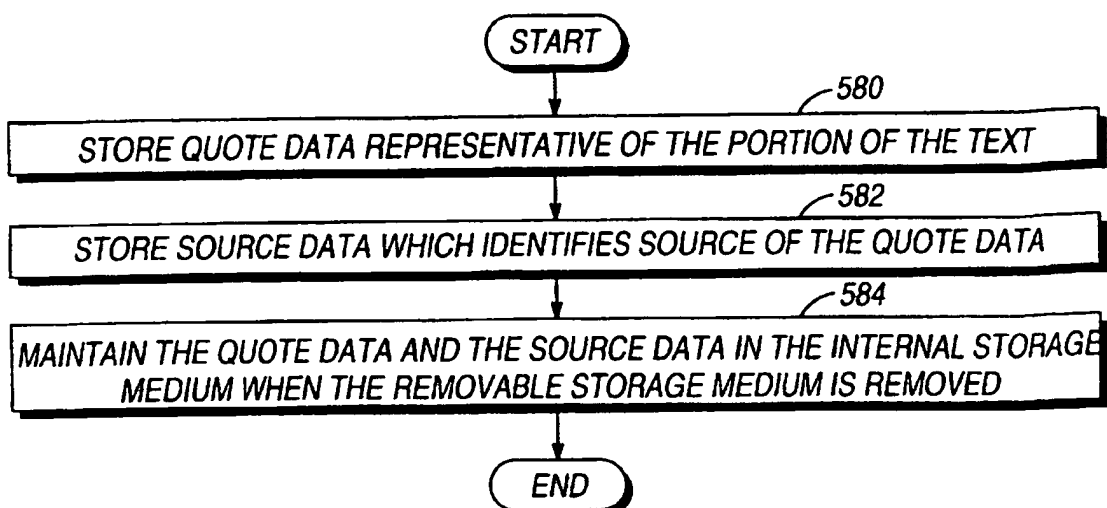 START
580
STORE QUOTE DATA REPRESENTATIVE OF THE PORTION OF THE TEXT
582
STORE SOURCE DATA WHICH IDENTIFIES SOURCE OF THE QUOTE DATA
584
MAINTAIN THE QUOTE DATA AND THE SOURCE DATA IN THE INTERNAL STORAGE
MEDIUM WHEN THE REMOVABLE STORAGE MEDIUM IS REMOVED
END